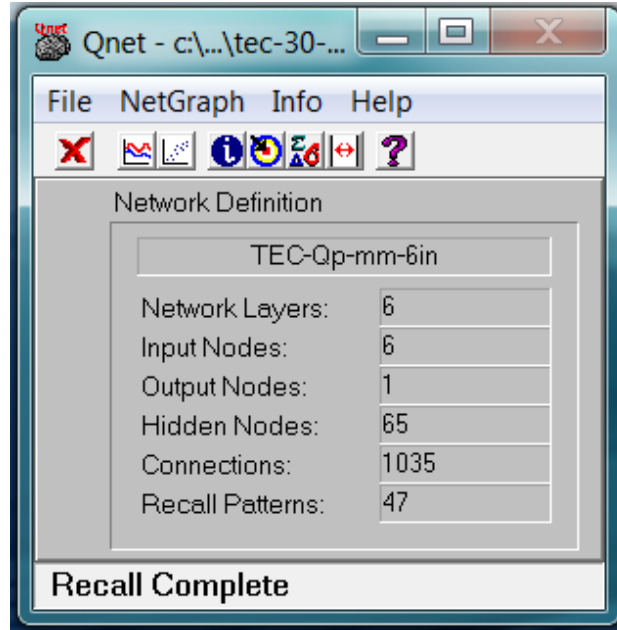 Qnet
Qnet - c:\...\tec-30-...
File NetGraph Info Help
Network Definition
TEC-Qp-mm-6in
Network Layers: 6
Input Nodes: 6
Output Nodes: 1
Hidden Nodes: 65
Connections: 1035
Recall Patterns: 47
Recall Complete